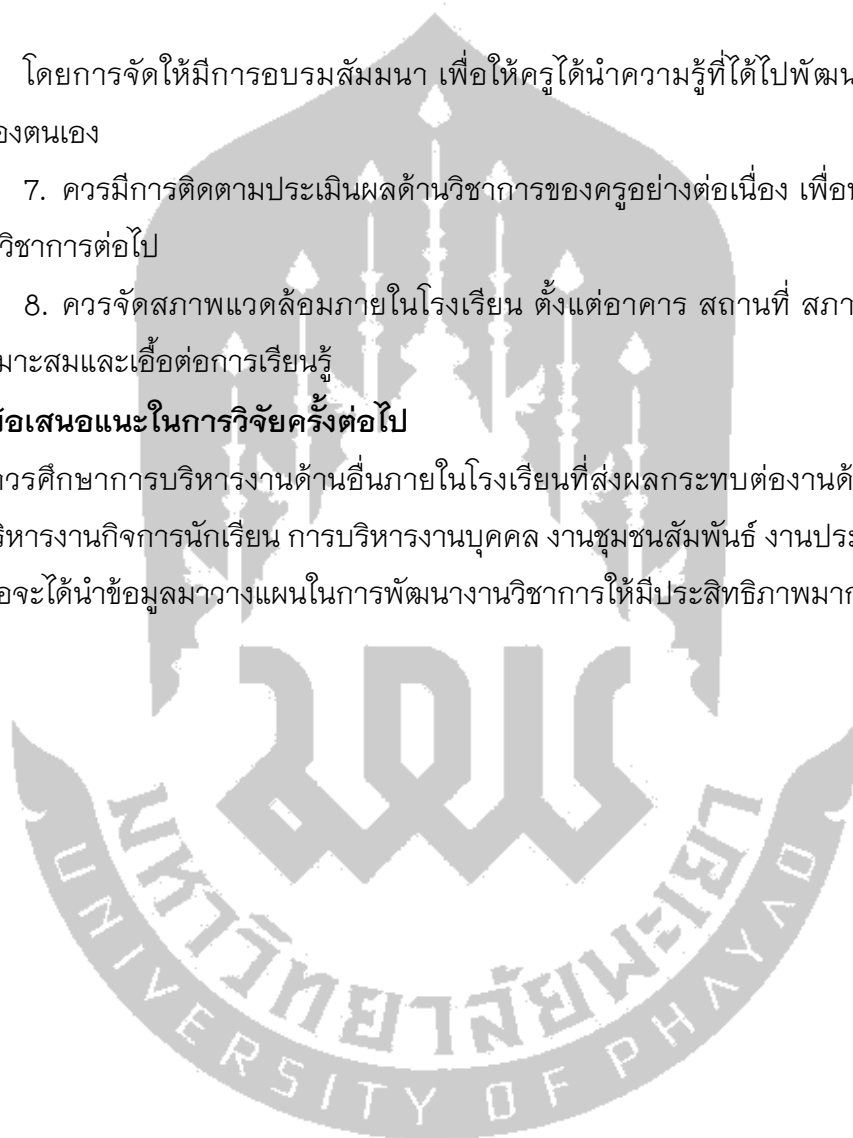 โดยการจัดให้มีการอบรมสัมมนา เพื่อให้ครูได้นำความรู้ที่ได้ไปพัฒน
องตนเอง
7. ควรมีการติดตามประเมินผลด้านวิชาการของครูอย่างต่อเนื่อง เพื่อ
วิชาการต่อไป
8. ควรจัดสภาพแวดล้อมภายในโรงเรียน ตั้งแต่อาคาร สถานที่ สภา
มาะสมและเอื้อต่อการเรียนรู้
้อเสนอแนะในการวิจัยครั้งต่อไป
วรศึกษาการบริหารงานด้านอื่นภายในโรงเรียนที่ส่งผลกระทบต่องานด้
ริหารงานกิจการนักเรียน การบริหารงานบุคคล งานชุมชนสัมพันธ์ งานประ
อจะได้นำข้อมูลมาวางแผนในการพัฒนางานวิชาการให้มีประสิทธิภาพมาก
มหาวิทยาลัยพะเยา
UNIVERSITY OF PHAYAO